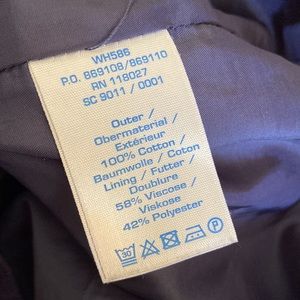 WH586
P.O. 869108/869110
RN 118027
SC 9011 / 0001
Outer /
Obermaterial /
Extérieur
100% Cotton /
Baumwolle / Coton
Lining / Futter /
Doublure
58% Viscose /
Viskose
42% Polyester
30 P